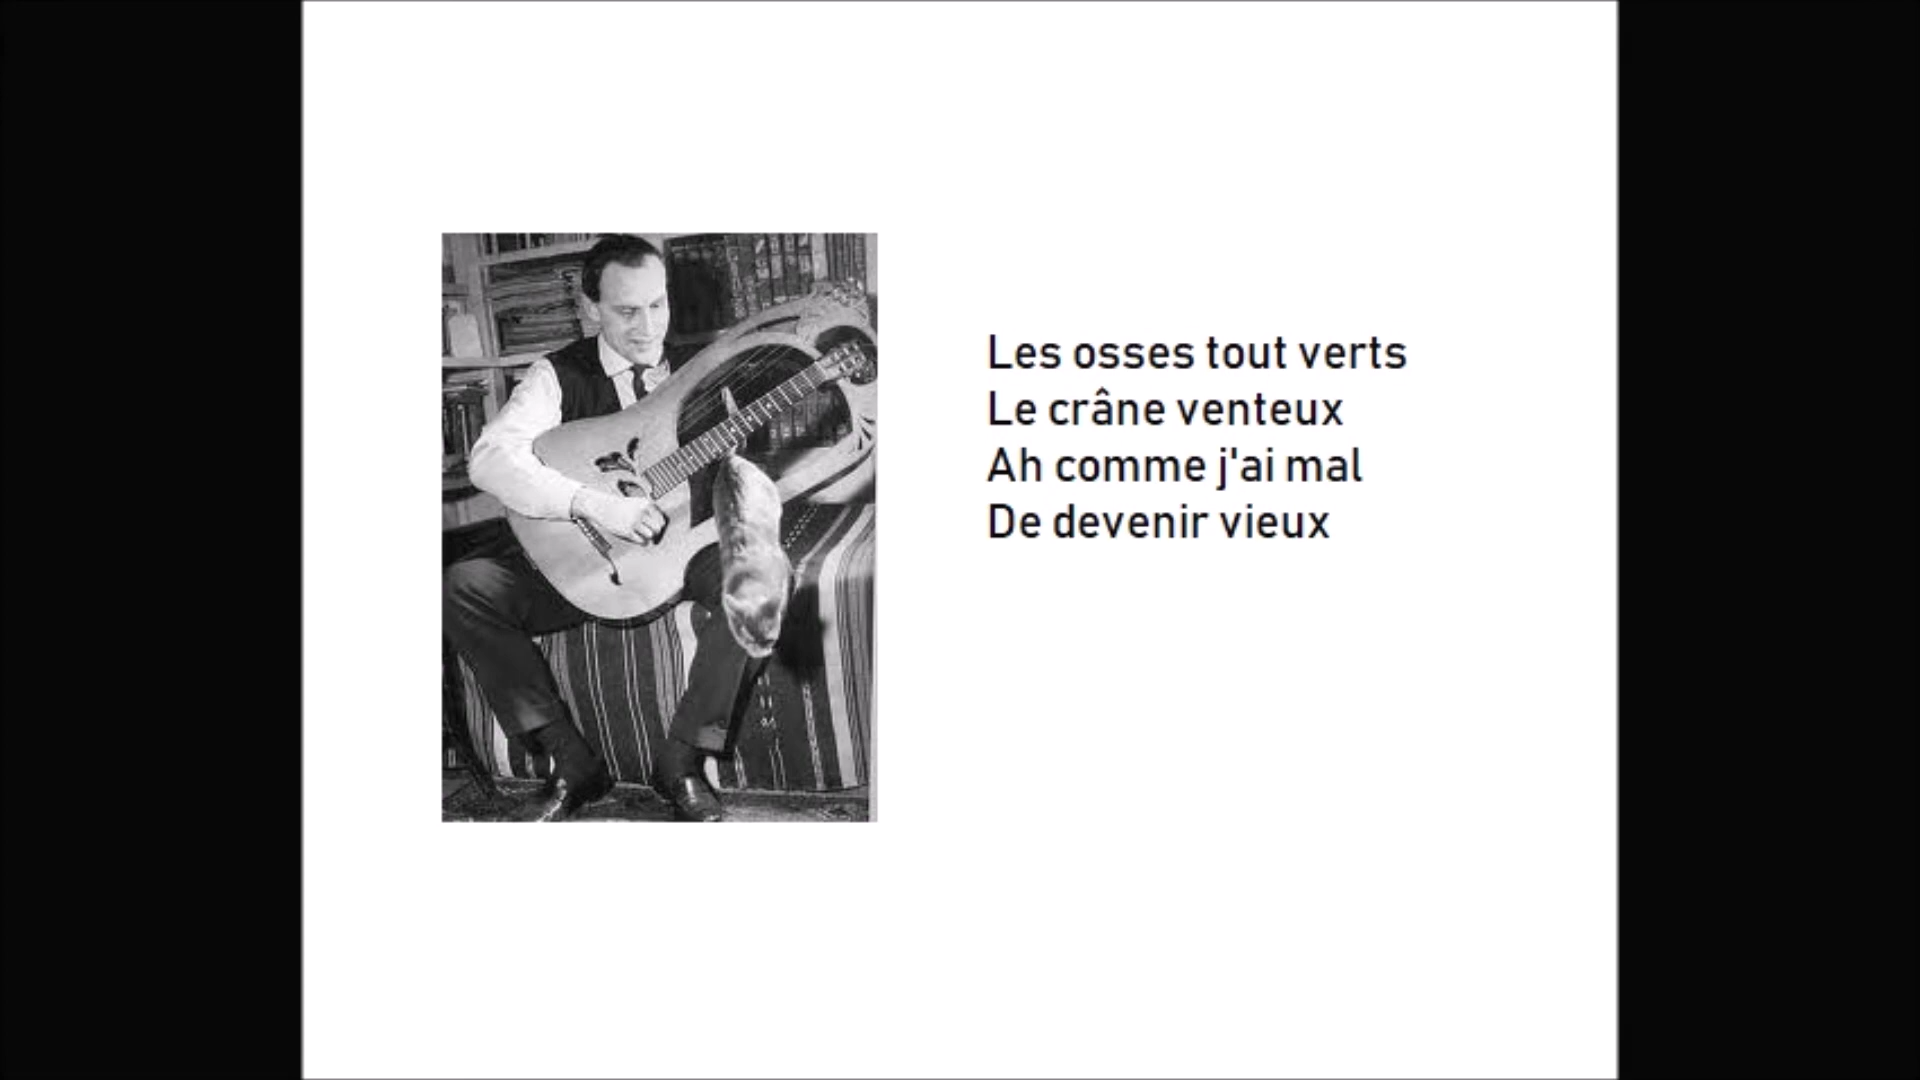 Les osses tout verts
Le crâne venteux
Ah comme j'ai mal
De devenir vieux